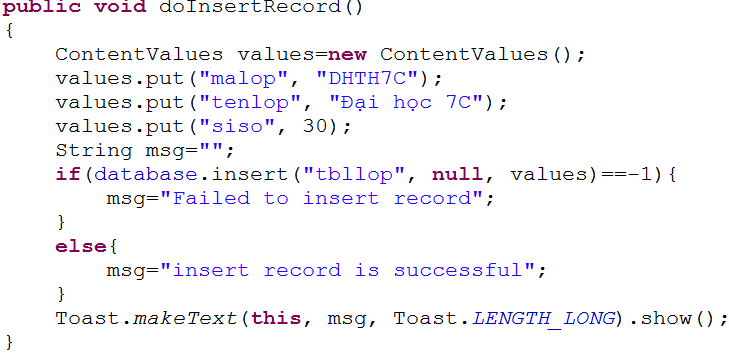 public void doInsertRecord()
{
ContentValues values=new ContentValues();
values.put("malop", "DHTH7C");
values.put("tenlop", "Đại học 7C");
values.put("siso", 30);
String msg="";
if(database.insert("tbllop", null, values)==-1){
msg="Failed to insert record";
}
else{
msg="insert record is successful";
}
Toast.makeText(this, msg, Toast.LENGTH_LONG).show();
}